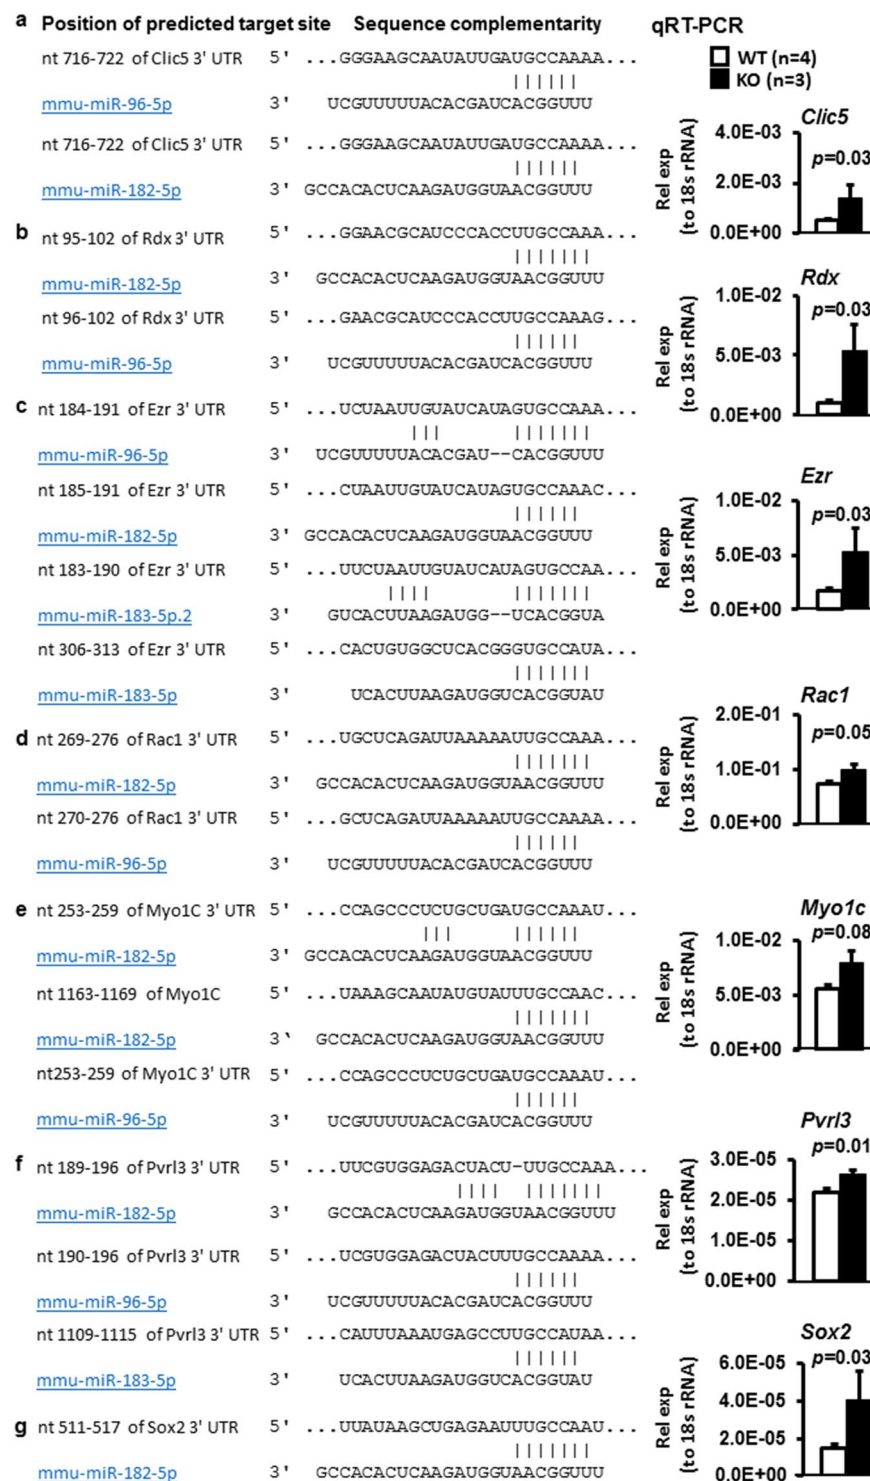 a Position of predicted target site Sequence complementarity qRT-PCR
WT (n=4)
KO (n=3)
nt 716-722 of Clic5 3' UTR 5' ...GGGAAGCAAUAUUGAUGCCAAAA...
||||||
mmu-miR-96-5p 3' UCGUUUUUACACGAUCACGGUUU
nt 716-722 of Clic5 3' UTR 5' ...GGGAAGCAAUAUUGAUGCCAAAA...
||||||
mmu-miR-182-5p 3' GCCACACUCAAGAUGGUAACGGUUU
Clic5
p=0.03
Rel exp
(to 18s rRNA)
4.0E-03
2.0E-03
0.0E+00
b nt 95-102 of Rdx 3' UTR 5' ...GGAACGCAUCCCACCUUGCCAAA...
|||||||
mmu-miR-182-5p 3' GCCACACUCAAGAUGGUAACGGUUU
nt 96-102 of Rdx 3' UTR 5' ...GAACGCAUCCCACCUUGCCAAAG...
||||||
mmu-miR-96-5p 3' UCGUUUUUACACGAUCACGGUUU
Rdx
p=0.03
Rel exp
(to 18s rRNA)
1.0E-02
5.0E-03
0.0E+00
c nt 184-191 of Ezr 3' UTR 5' ...UCUAAUUGUAUCAUAGUGCCAAA...
||| |||||||
mmu-miR-96-5p 3' UCGUUUUUACACGAU--CACGGUUU
nt 185-191 of Ezr 3' UTR 5' ...CUAAUUGUAUCAUAGUGCCAAAC...
||||||
mmu-miR-182-5p 3' GCCACACUCAAGAUGGUAACGGUUU
nt 183-190 of Ezr 3' UTR 5' ...UUCUAAUUGUAUCAUAGUGCCAA...
|||| |||||||
mmu-miR-183-5p.2 3' GUCACUUAAGAUGG--UCACGGUA
nt 306-313 of Ezr 3' UTR 5' ...CACUGUGGCUCACGGGUGCCAUA...
|||||||
mmu-miR-183-5p 3' UCACUUAAGAUGGUCACGGUAU
Ezr
p=0.03
Rel exp
(to 18s rRNA)
1.0E-02
5.0E-03
0.0E+00
d nt 269-276 of Rac1 3' UTR 5' ...UGCUCAGAUUAAAAAUUGCCAAA...
|||||||
mmu-miR-182-5p 3' GCCACACUCAAGAUGGUAACGGUUU
nt 270-276 of Rac1 3' UTR 5' ...GCUCAGAUUAAAAAUUGCCAAAA...
||||||
mmu-miR-96-5p 3' UCGUUUUUACACGAUCACGGUUU
Rac1
p=0.05
Rel exp
(to 18s rRNA)
2.0E-01
1.0E-01
0.0E+00
e nt 253-259 of Myo1C 3' UTR 5' ...CCAGCCCUCUGCUGAUGCCAAAU...
||| ||||||
mmu-miR-182-5p 3' GCCACACUCAAGAUGGUAACGGUUU
nt 1163-1169 of Myo1C 5' ...UAAAGCAAUAUGUAUUUGCCAAC...
|||||||
mmu-miR-182-5p 3‵ GCCACACUCAAGAUGGUAACGGUUU
nt253-259 of Myo1C 3' UTR 5' ...CCAGCCCUCUGCUGAUGCCAAAU...
||||||
mmu-miR-96-5p 3' UCGUUUUUACACGAUCACGGUUU
Myo1c
p=0.08
Rel exp
(to 18s rRNA)
1.0E-02
5.0E-03
0.0E+00
f nt 189-196 of Pvrl3 3' UTR 5' ...UUCGUGGAGACUACU-UUGCCAAA...
|||| |||||||
mmu-miR-182-5p 3' GCCACACUCAAGAUGGUAACGGUUU
nt 190-196 of Pvrl3 3' UTR 5' ...UCGUGGAGACUACUUUGCCAAAA...
||||||
mmu-miR-96-5p 3' UCGUUUUUACACGAUCACGGUUU
nt 1109-1115 of Pvrl3 3' UTR 5' ...CAUUUAAAUGAGCCUUGCCAUAA...
||||||
mmu-miR-183-5p 3' UCACUUAAGAUGGUCACGGUAU
Pvrl3
p=0.01
Rel exp
(to 18s rRNA)
3.0E-05
2.0E-05
1.0E-05
0.0E+00
g nt 511-517 of Sox2 3' UTR 5' ...UUAUAAGCUGAGAAUUUGCCAAU...
|||||||
mmu-miR-182-5p 3' GCCACACUCAAGAUGGUAACGGUUU
Sox2
p=0.03
Rel exp
(to 18s rRNA)
6.0E-05
4.0E-05
2.0E-05
0.0E+00